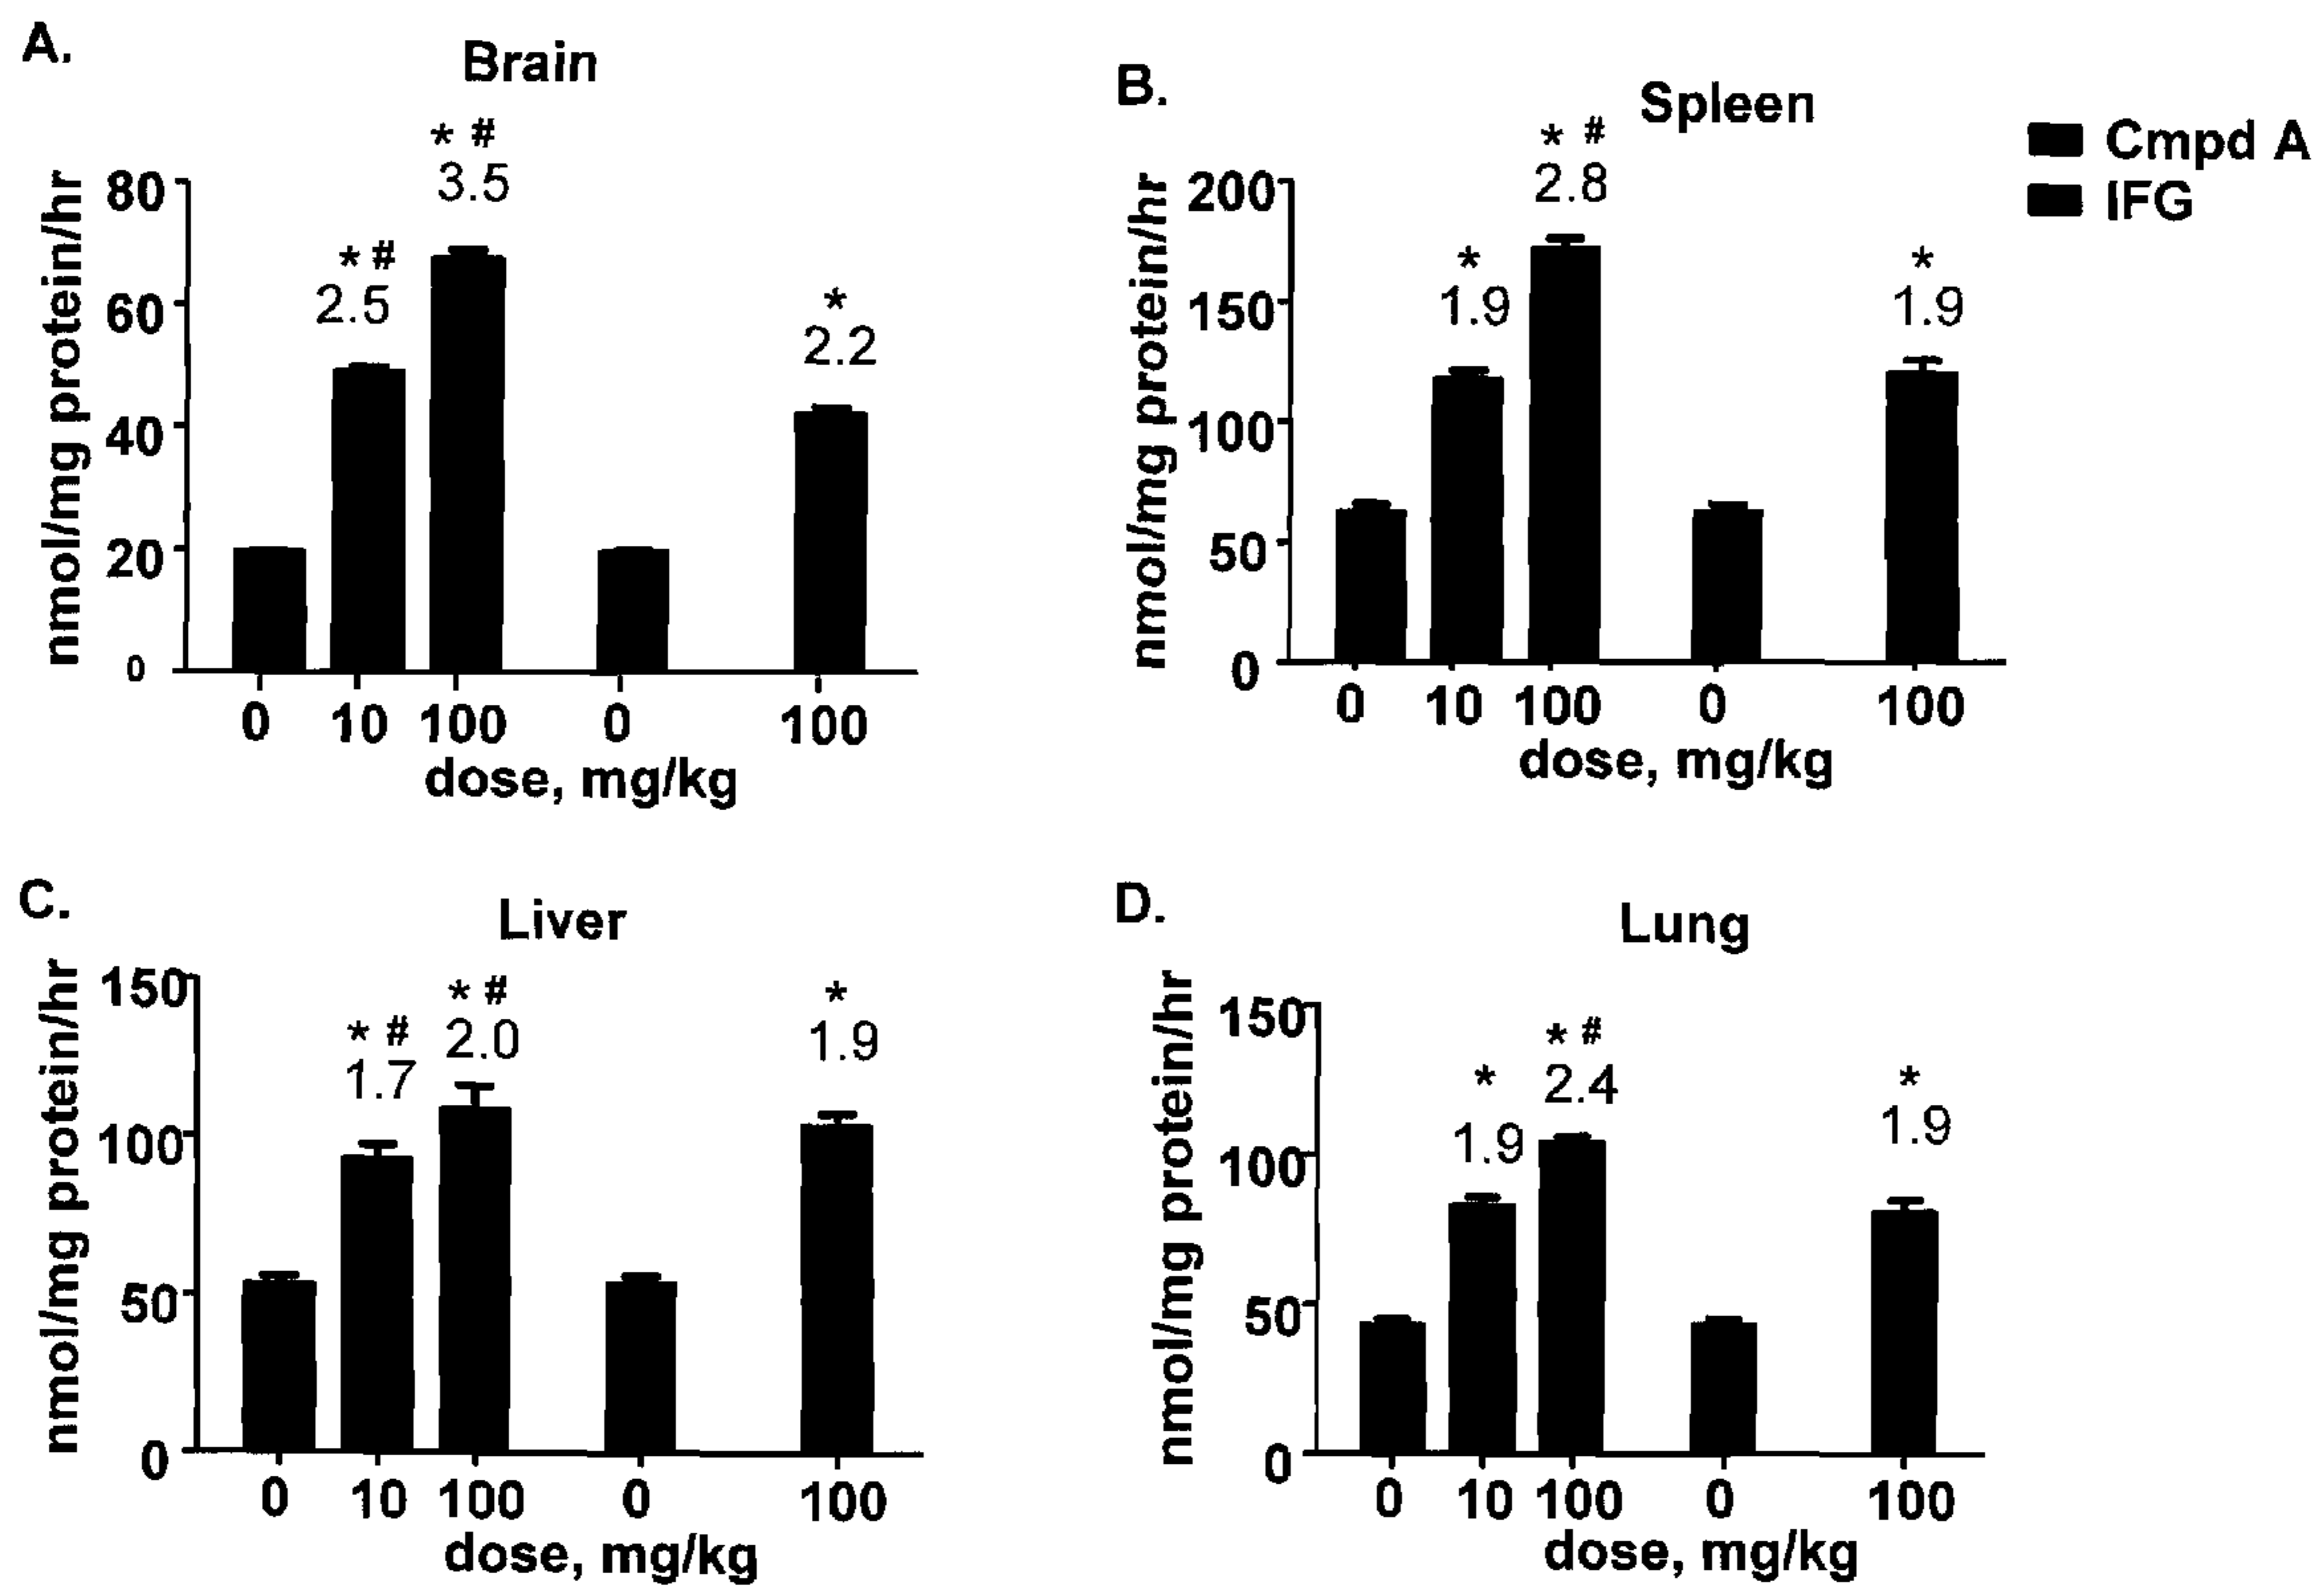 A.
Brain
* #
3.5
* #
2.5
*
2.2
nmol/mg protein/hr
80
60
40
20
0
0 10 100 0 100
dose, mg/kg
B.
Spleen
* #
2.8
*
1.9
*
1.9
nmol/mg protein/hr
200
150
100
50
0
0 10 100 0 100
dose, mg/kg
Cmpd A
IFG
C.
Liver
* #
2.0
* #
1.7
*
1.9
nmol/mg protein/hr
150
100
50
0
0 10 100 0 100
dose, mg/kg
D.
Lung
* #
2.4
*
1.9
*
1.9
nmol/mg protein/hr
150
100
50
0
0 10 100 0 100
dose, mg/kg